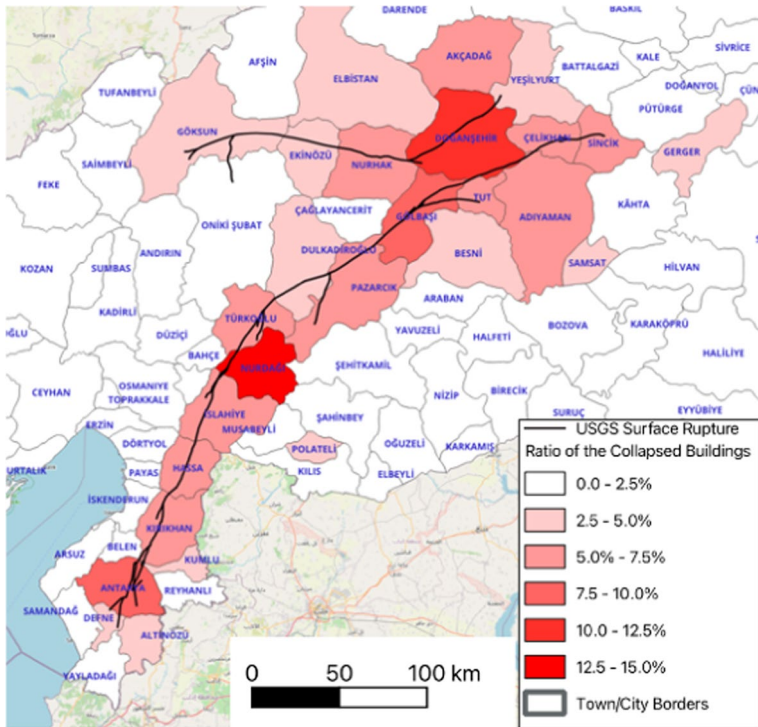 DARENDE
BASKİL
AFŞİN
AKÇADAĞ
SİVRİCE
KALE
BATTALGAZİ
ELBİSTAN
YEŞİLYURT
DOĞANYOL
TUFANBEYLİ
PÜTÜRGE
GÖKSUN
DOĞANŞEHİR
ÇELİKHAN
SİNCİK
GERGER
EKİNÖZÜ
SAİMBEYLİ
NURHAK
FEKE
TUT
KÂHTA
ÇAĞLAYANCERİT
GÖLBAŞI
ADIYAMAN
ONİKİ ŞUBAT
ANDIRIN
DULKADİROĞLU
BESNİ
SAMSAT
KOZAN
SUMBAS
HİLVAN
PAZARCIK
ARABAN
KADİRLİ
TÜRKOĞLU
BOZOVA
KARAKÖPRÜ
DÜZİÇİ
YAVUZELİ
HALFETİ
BAHÇE
HALİLİYE
NURDAĞI
ŞEHİTKAMİL
OSMANIYE
CEYHAN
TOPRAKKALE
NİZİP
BİRECİK
İSLAHİYE
ŞAHİNBEY
SURUÇ
EYYÜBİYE
ERZİN
MUSABEYLİ
DÖRTYOL
OĞUZELİ
KARKAMIŞ
POLATELİ
URTALIK
PAYAS
HASSA
KILIS
ELBEYLİ
İSKENDERUN
KIRIKHAN
BELEN
ARSUZ
KUMLU
ANTAKYA
REYHANLI
SAMANDAĞ
DEFNE
ALTINÖZÜ
YAYLADAĞI
USGS Surface Rupture
Ratio of the Collapsed Buildings
0.0 - 2.5%
2.5 - 5.0%
5.0% - 7.5%
7.5 - 10.0%
10.0 - 12.5%
12.5 - 15.0%
Town/City Borders
0 50 100 km